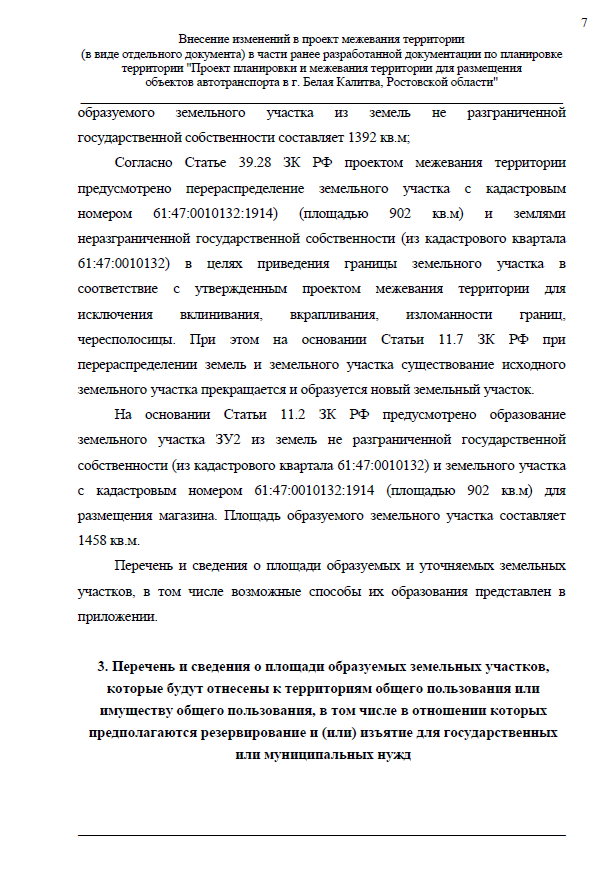 7
Внесение изменений в проект межевания территории
(в виде отдельного документа) в части ранее разработанной документации по планировке
территории "Проект планировки и межевания территории для размещения
объектов автотранспорта в г. Белая Калитва, Ростовской области"
образуемого земельного участка из земель не разграниченной
государственной собственности составляет 1392 кв.м;
Согласно Статье 39.28 ЗК РФ проектом межевания территории
предусмотрено перераспределение земельного участка с кадастровым
номером 61:47:0010132:1914) (площадью 902 кв.м) и землями
неразграниченной государственной собственности (из кадастрового квартала
61:47:0010132) в целях приведения границы земельного участка в
соответствие с утвержденным проектом межевания территории для
исключения вклинивания, вкрапливания, изломанности границ,
чересполосицы. При этом на основании Статьи 11.7 ЗК РФ при
перераспределении земель и земельного участка существование исходного
земельного участка прекращается и образуется новый земельный участок.
На основании Статьи 11.2 ЗК РФ предусмотрено образование
земельного участка ЗУ2 из земель не разграниченной государственной
собственности (из кадастрового квартала 61:47:0010132) и земельного участка
с кадастровым номером 61:47:0010132:1914 (площадью 902 кв.м) для
размещения магазина. Площадь образуемого земельного участка составляет
1458 кв.м.
Перечень и сведения о площади образуемых и уточняемых земельных
участков, в том числе возможные способы их образования представлен в
приложении.
3. Перечень и сведения о площади образуемых земельных участков,
которые будут отнесены к территориям общего пользования или
имуществу общего пользования, в том числе в отношении которых
предполагаются резервирование и (или) изъятие для государственных
или муниципальных нужд